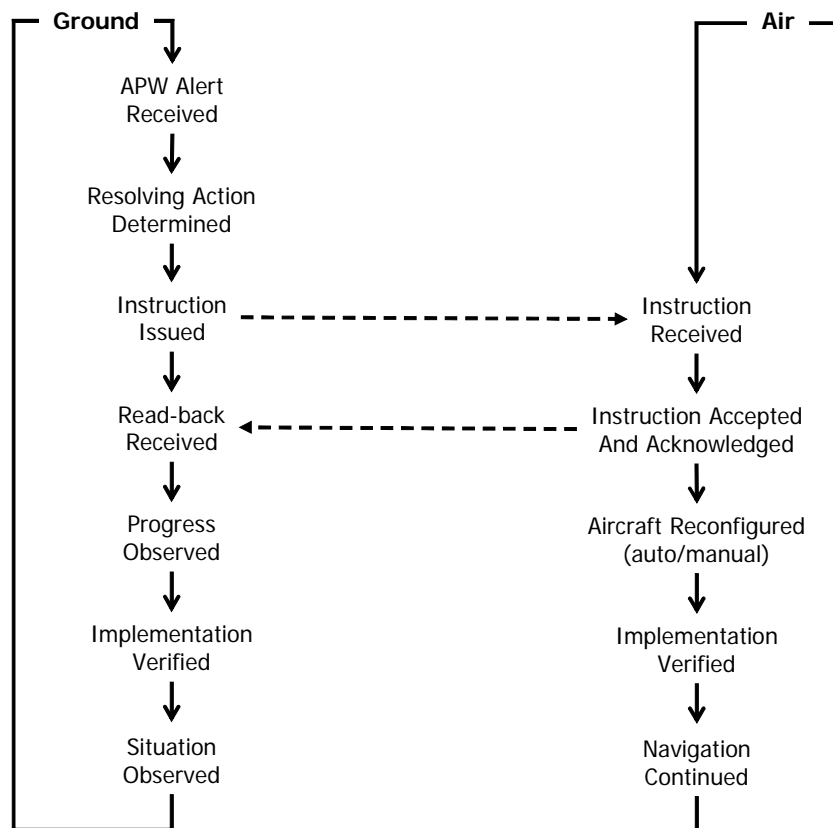 Ground
APW Alert
Received
Resolving Action
Determined
Instruction
Issued
Read-back
Received
Progress
Observed
Implementation
Verified
Situation
Observed
Air
Instruction
Received
Instruction Accepted
And Acknowledged
Aircraft Reconfigured
(auto/manual)
Implementation
Verified
Navigation
Continued